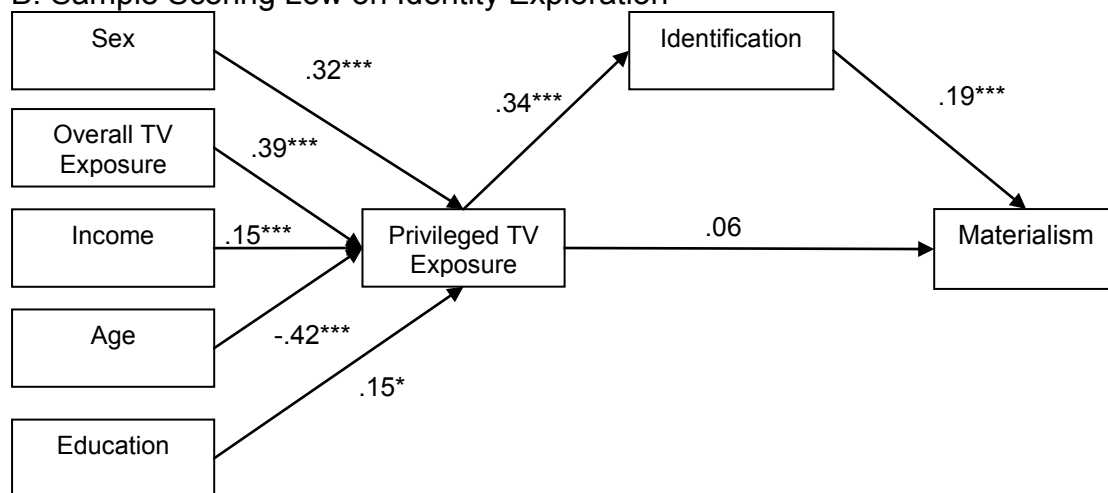 B. Sample Scoring Low on Identity Exploration
Sex
Identification
.32***
.34***
.19***
Overall TV
Exposure
.39***
Income
.15***
Privileged TV
Exposure
.06
Materialism
Age
-.42***
.15*
Education